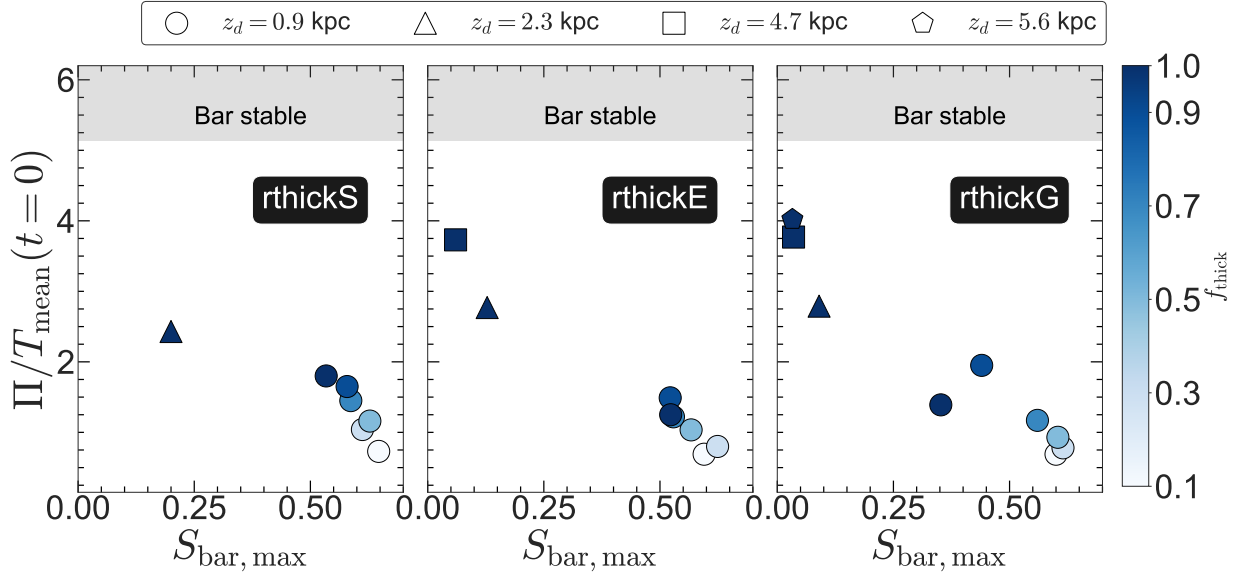 z_d = 0.9 kpc z_d = 2.3 kpc z_d = 4.7 kpc z_d = 5.6 kpc
Π/T_mean(t = 0)
6
4
2
Bar stable
rthickS
0.00 0.25 0.50
S_bar, max
Bar stable
rthickE
0.00 0.25 0.50
S_bar, max
Bar stable
rthickG
0.00 0.25 0.50
S_bar, max
1.0
0.9
0.7
0.5
0.3
0.1
f_thick